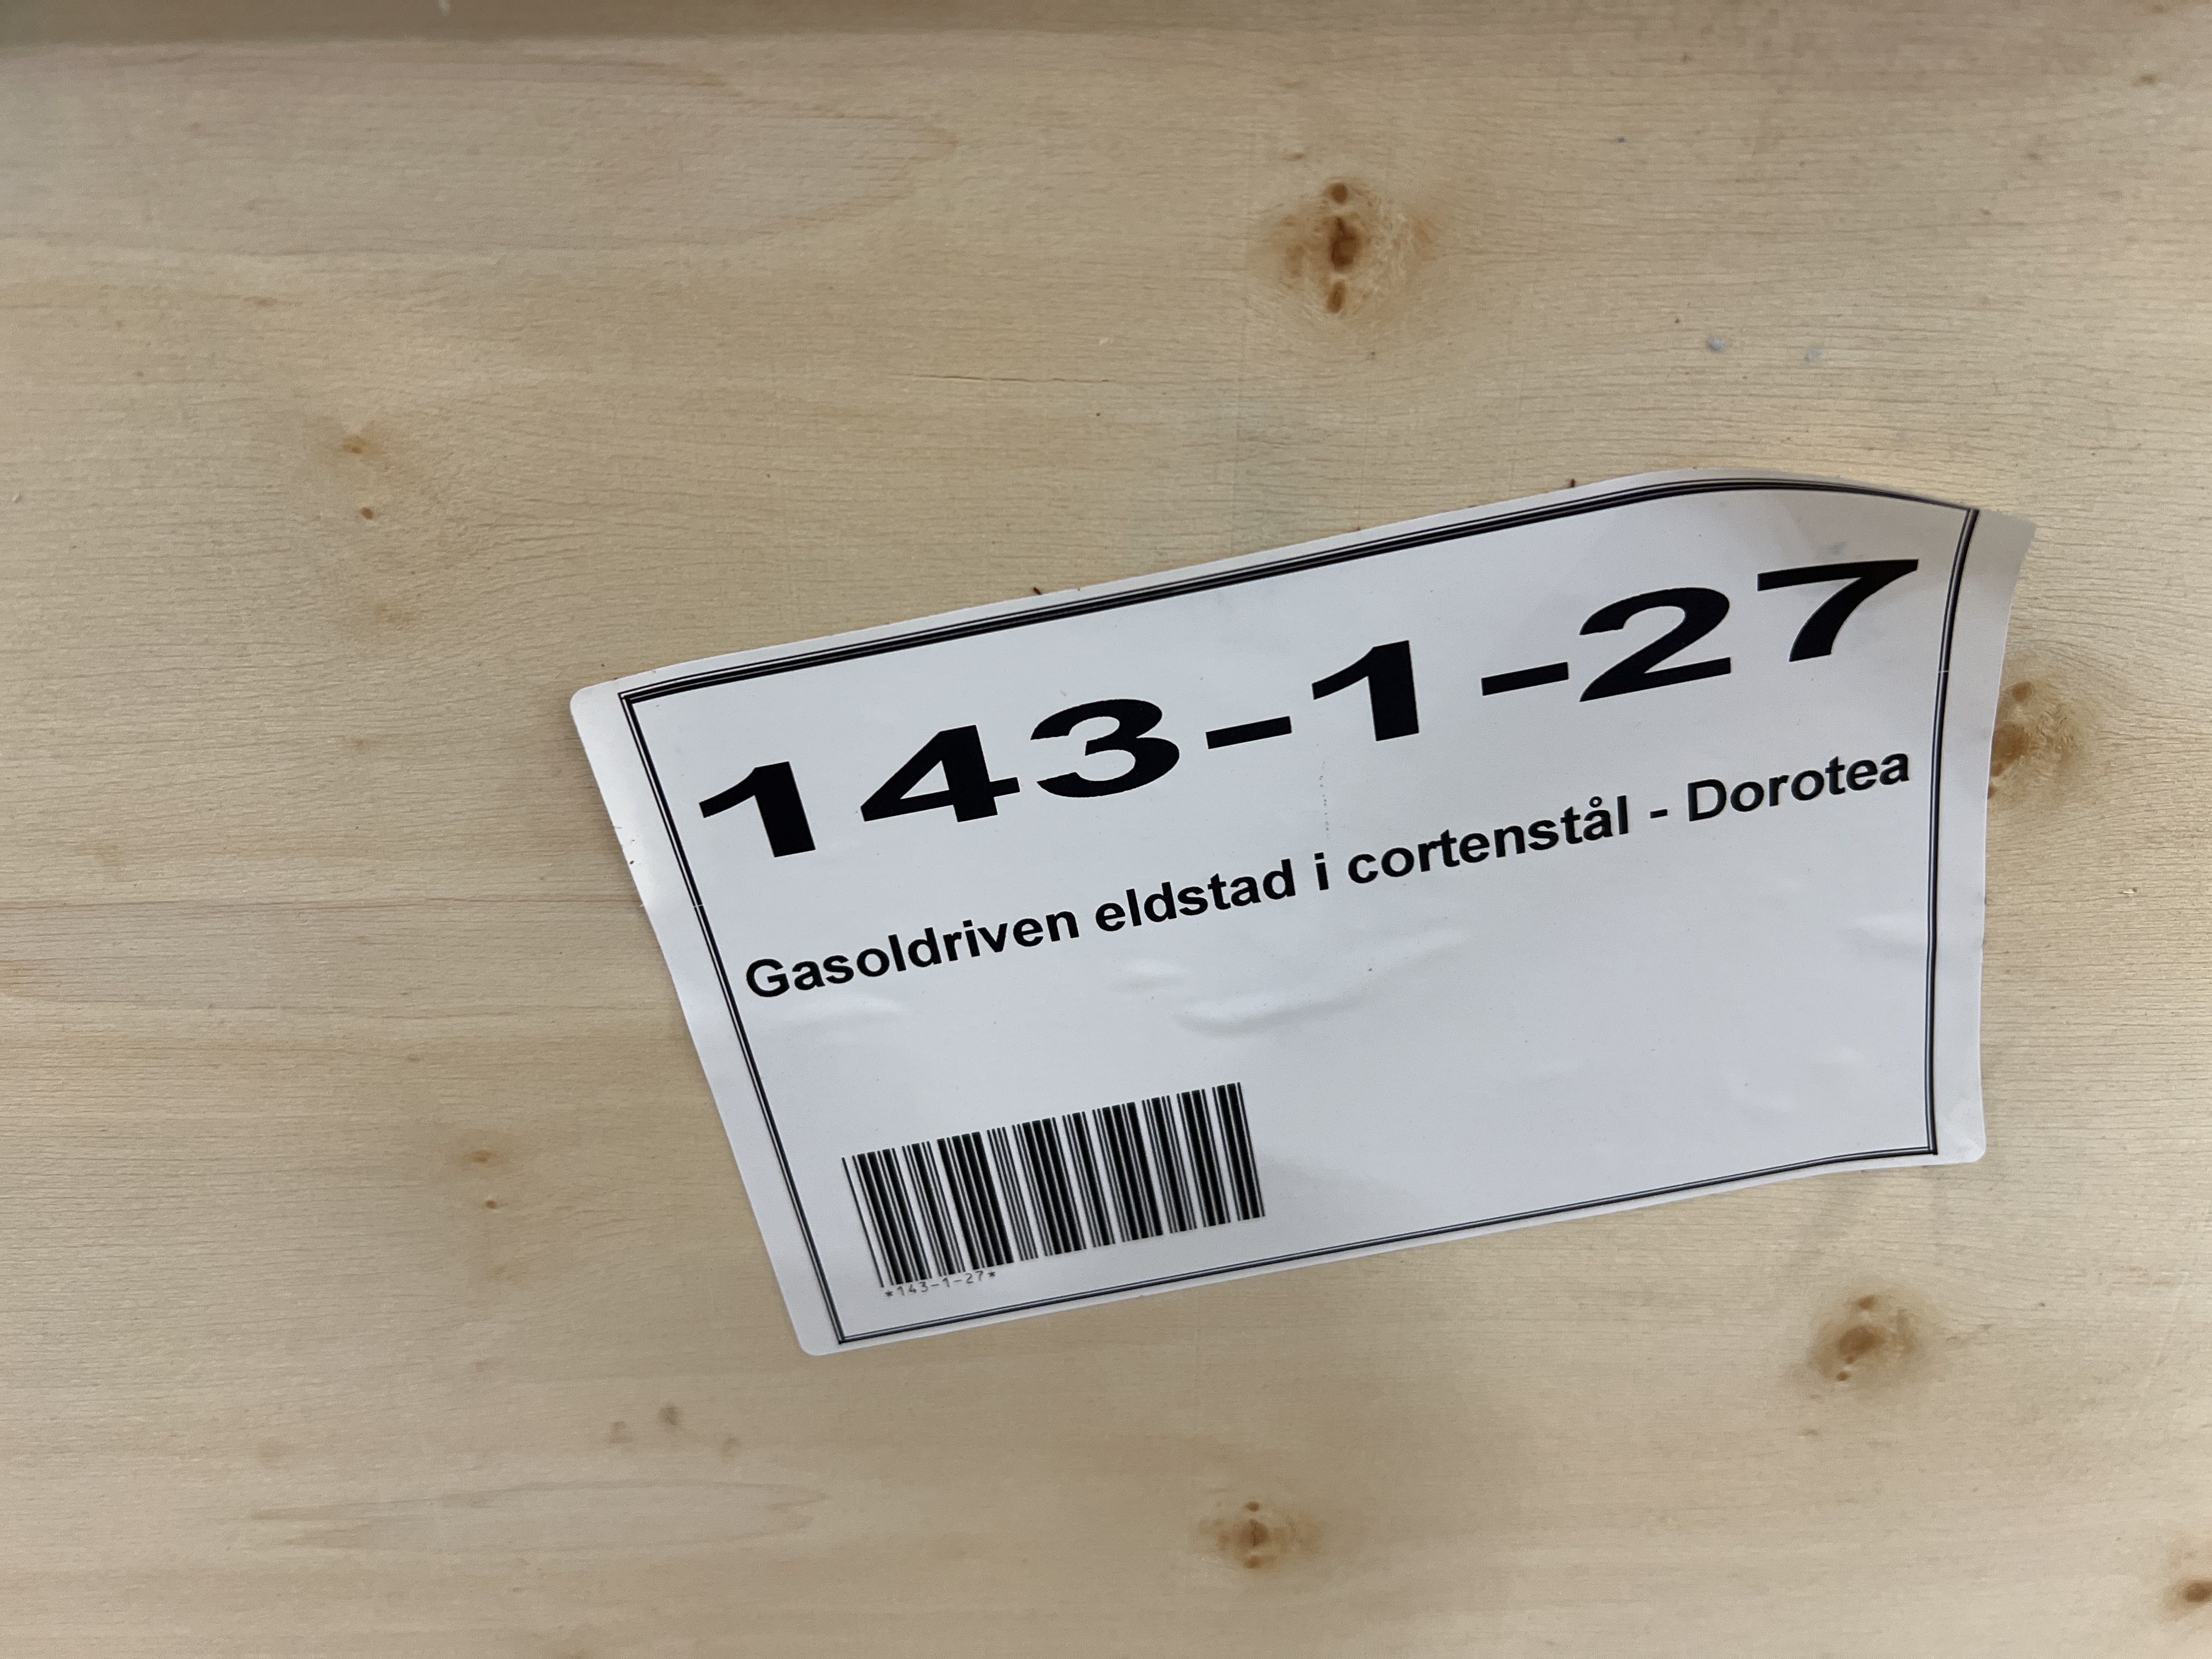 143-1-27
Gasoldriven eldstad i cortenstål - Dorotea
*143-1-27*